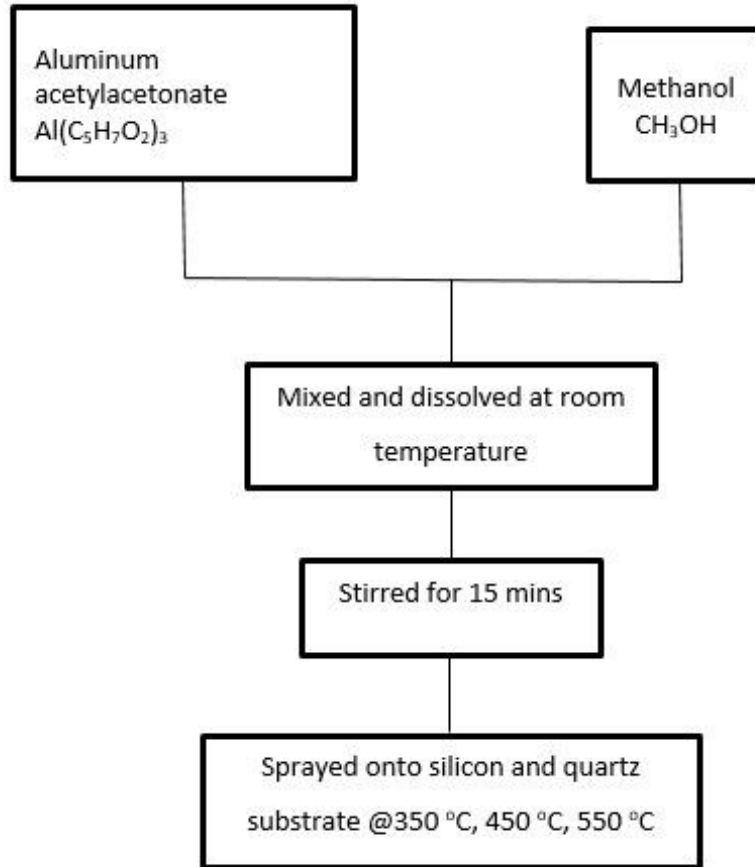 Aluminum
acetylacetonate
Al(C₅H₇O₂)₃
Methanol
CH₃OH
Mixed and dissolved at room
temperature
Stirred for 15 mins
Sprayed onto silicon and quartz
substrate @350 °C, 450 °C, 550 °C